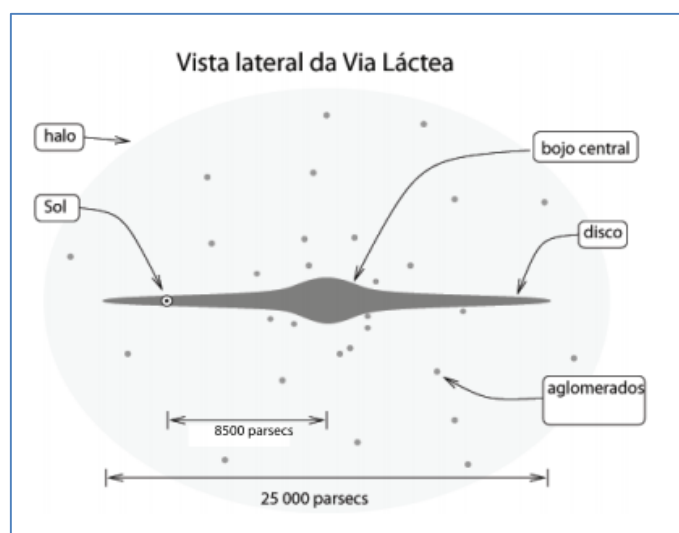 Vista lateral da Via Láctea
halo
bojo central
Sol
disco
aglomerados
8500 parsecs
25 000 parsecs